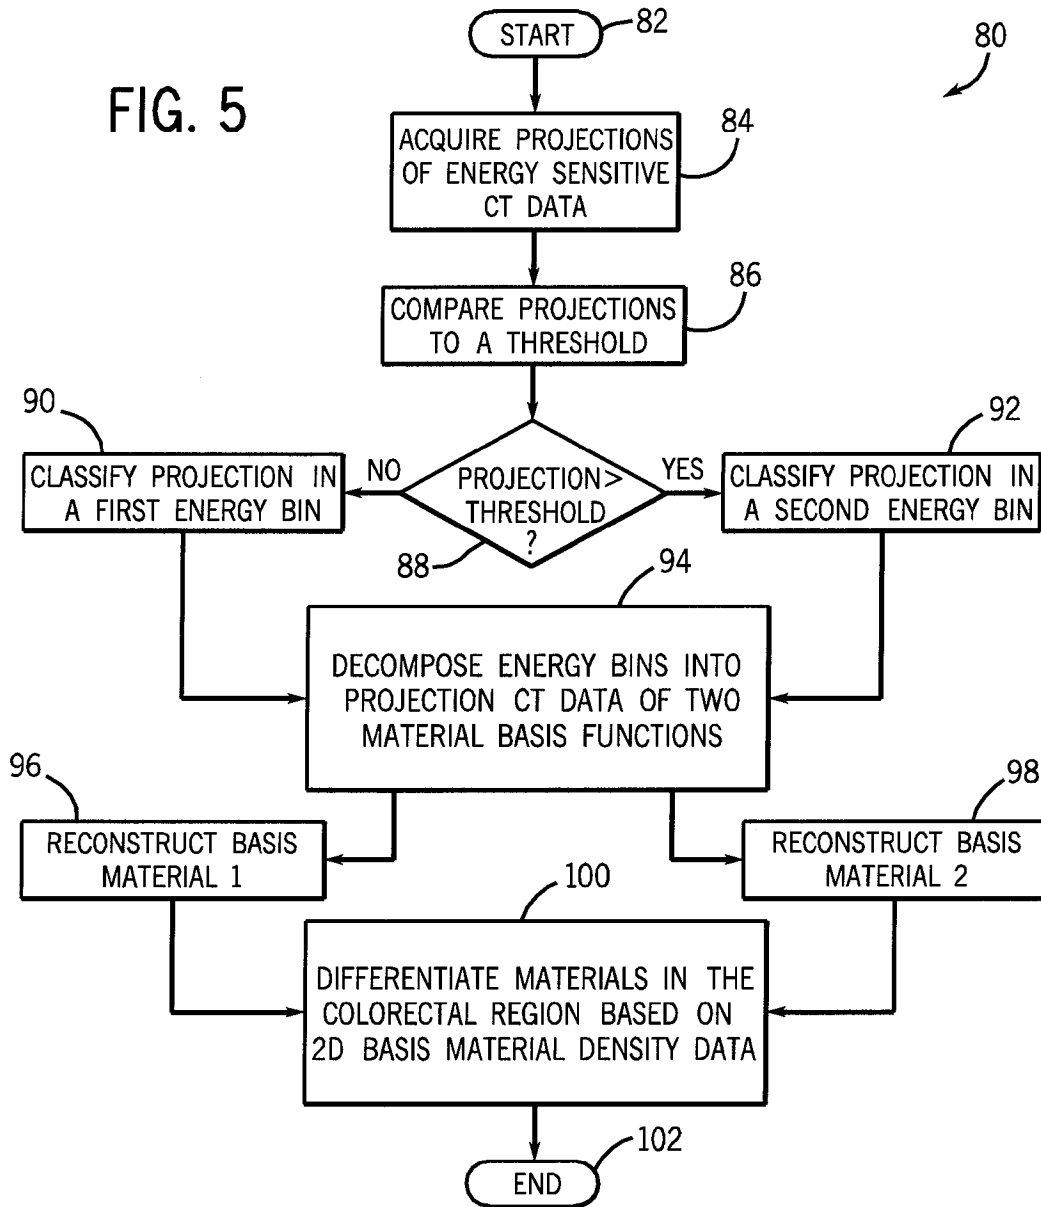 START
82
80
FIG. 5
84
ACQUIRE PROJECTIONS
OF ENERGY SENSITIVE
CT DATA
86
COMPARE PROJECTIONS
TO A THRESHOLD
90
92
CLASSIFY PROJECTION IN
A FIRST ENERGY BIN
NO
PROJECTION>
THRESHOLD
?
YES
CLASSIFY PROJECTION IN
A SECOND ENERGY BIN
88
94
DECOMPOSE ENERGY BINS INTO
PROJECTION CT DATA OF TWO
MATERIAL BASIS FUNCTIONS
96
98
RECONSTRUCT BASIS
MATERIAL 1
RECONSTRUCT BASIS
MATERIAL 2
100
DIFFERENTIATE MATERIALS IN THE
COLORECTAL REGION BASED ON
2D BASIS MATERIAL DENSITY DATA
102
END